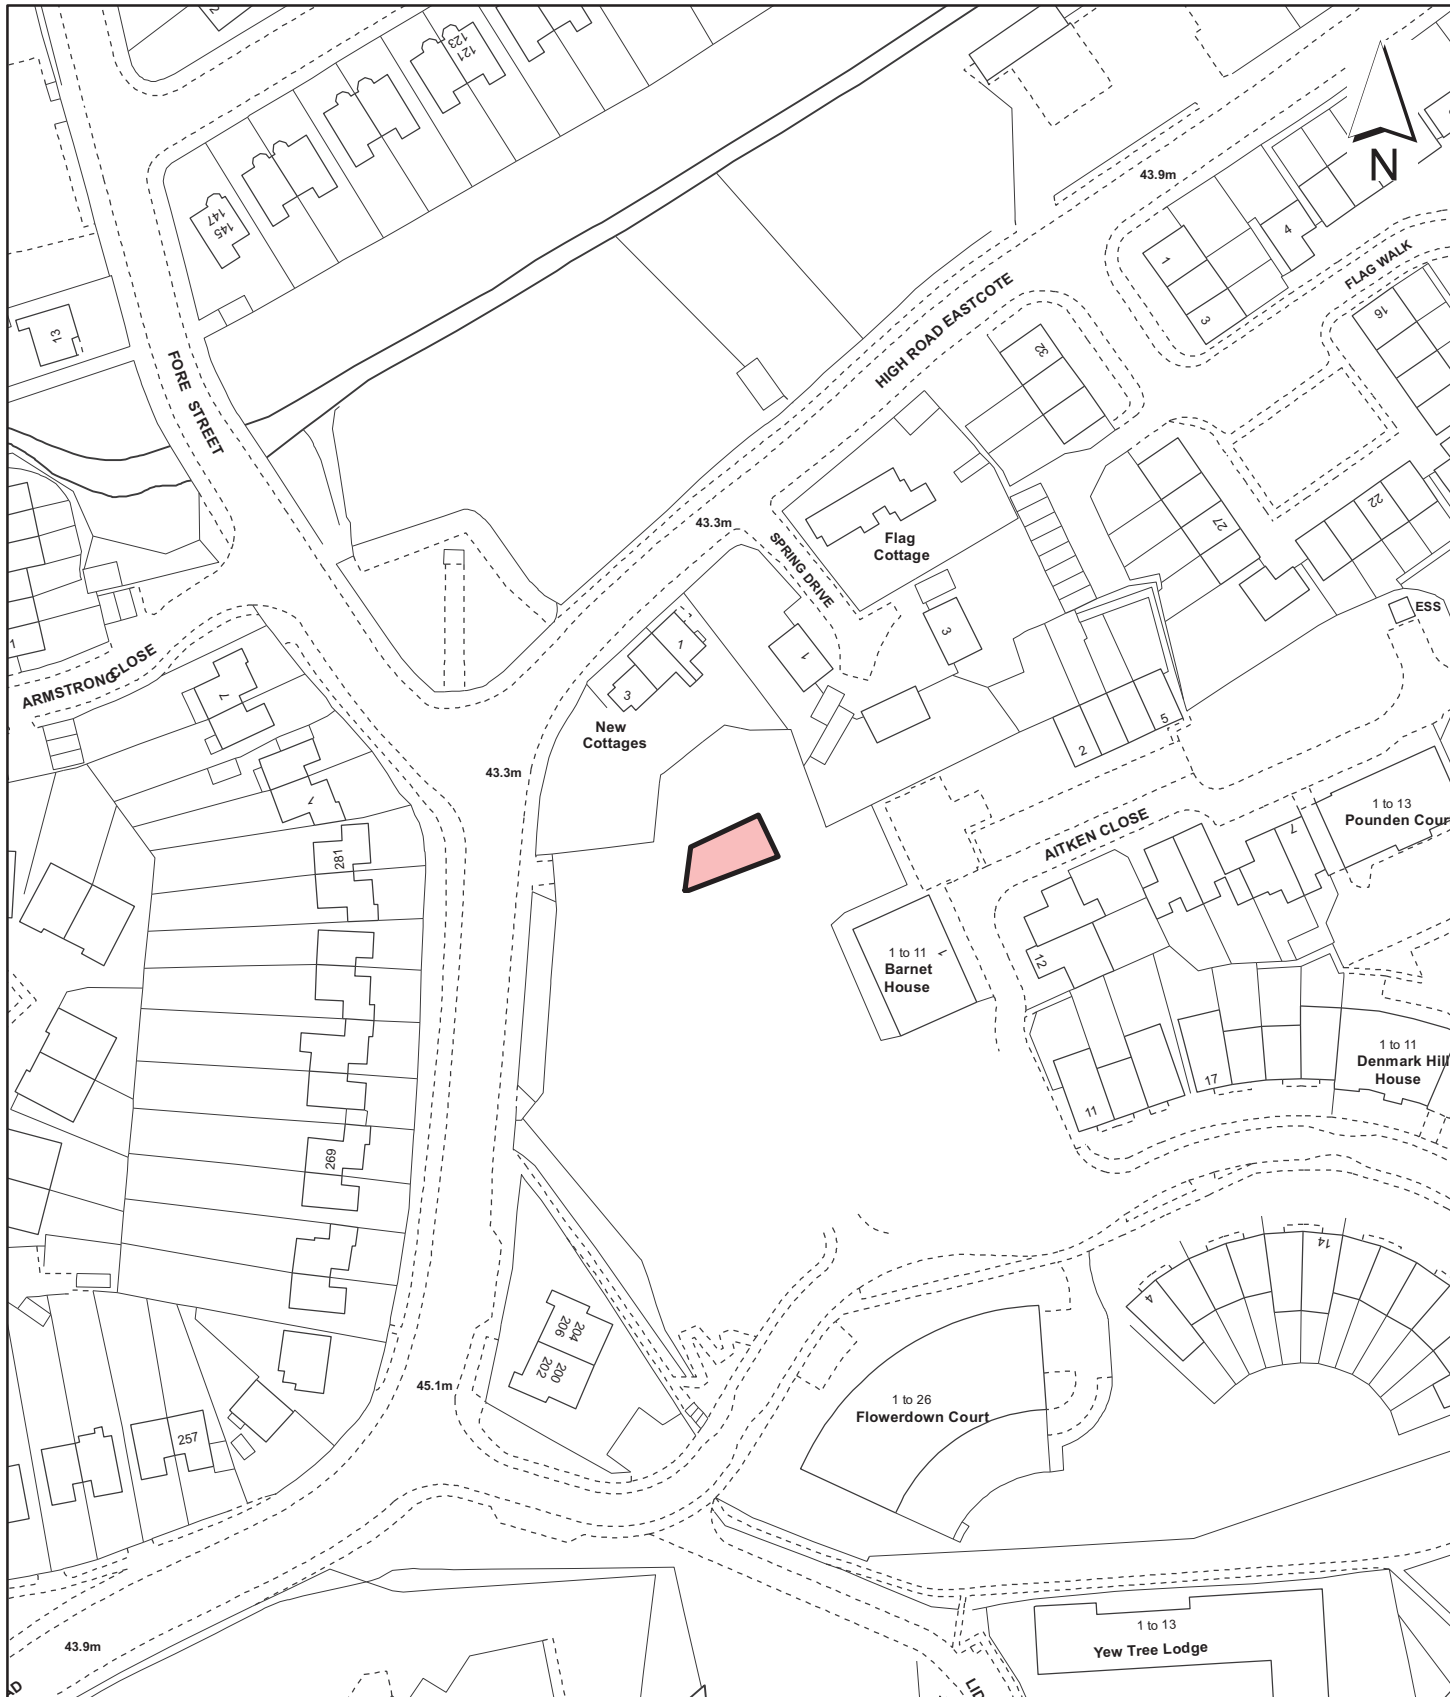 123
121
N
43.9m
147
145
1
4
3
FLAG WALK
13
HIGH ROAD EASTCOTE
16
FORE STREET
32
22
27
43.3m
SPRING DRIVE
Flag
Cottage
ESS
1
3
1
3
1
ARMSTRONG CLOSE
7
New
Cottages
5
2
43.3m
1
1 to 13
Pounden Cour
AITKEN CLOSE
7
281
1 to 11
Barnet
House
1
12
1 to 11
Denmark Hill
House
17
11
269
14
4
204
206
200
202
45.1m
1 to 26
Flowerdown Court
257
1 to 13
Yew Tree Lodge
43.9m